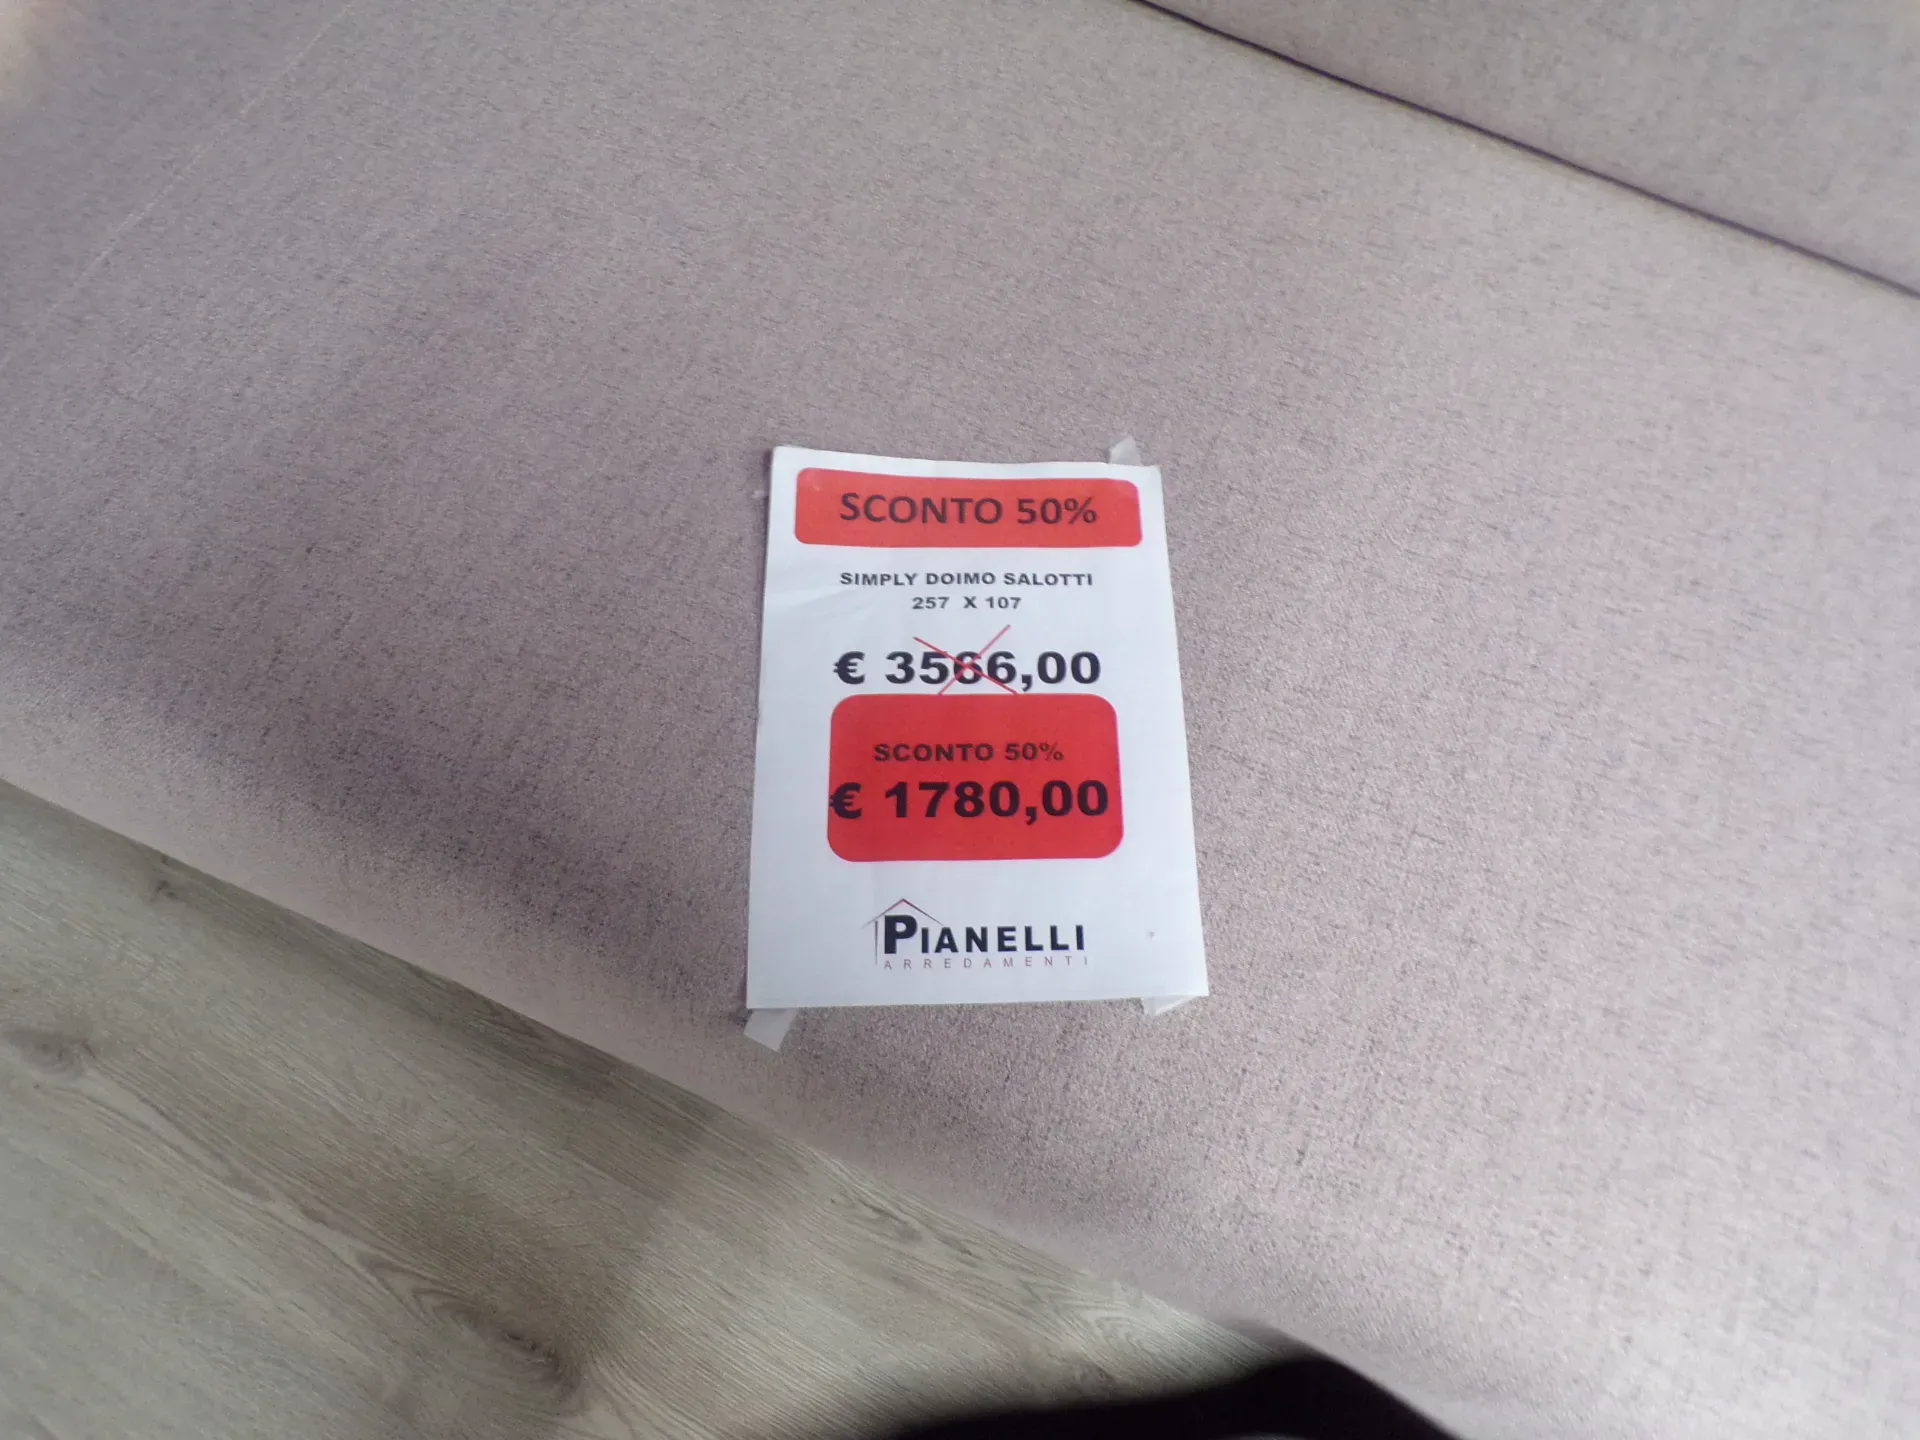 SCONTO 50%
SIMPLY DOIMO SALOTTI
257 X 107
€ 3566,00
SCONTO 50%
€ 1780,00
PIANELLI
ARREDAMENTI